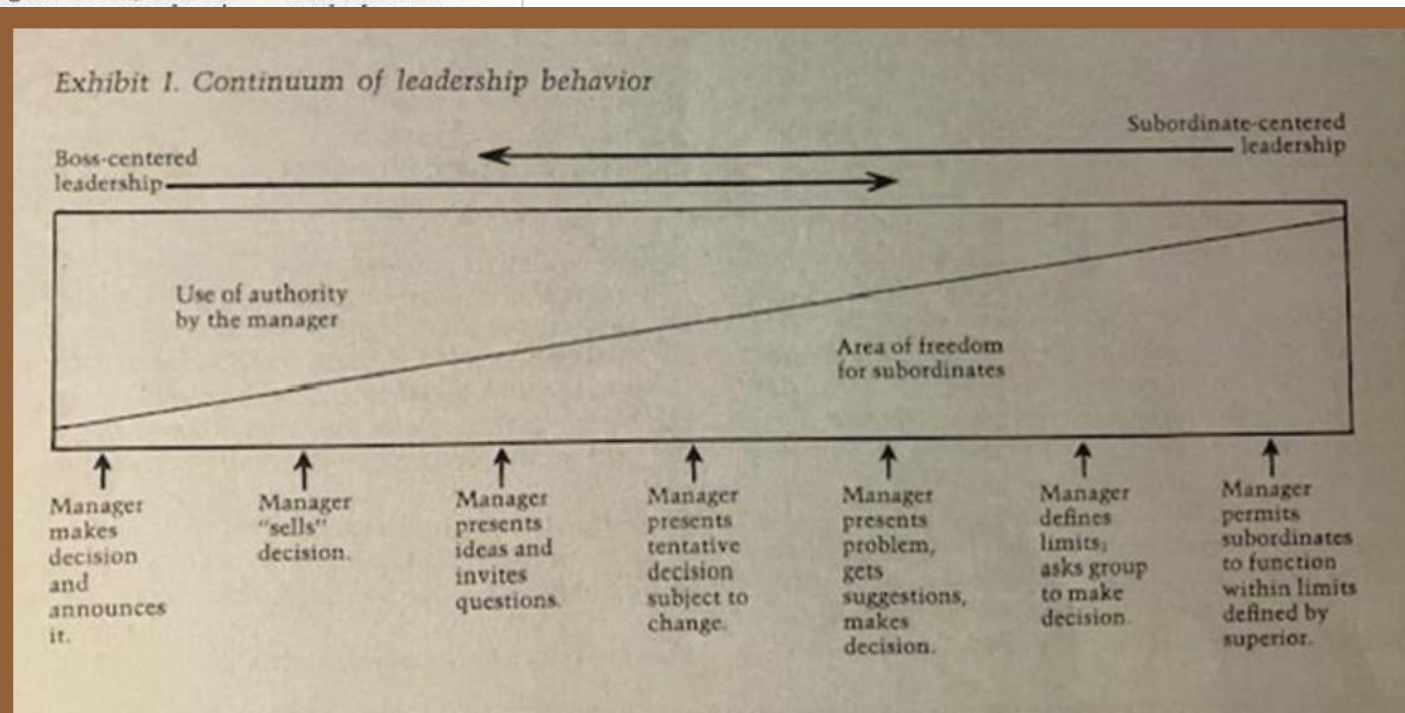 Exhibit 1. Continuum of leadership behavior
Subordinate-centered
leadership
Boss-centered
leadership
Use of authority
by the manager
Area of freedom
for subordinates
Manager
makes
decision
and
announces
it.
Manager
"sells"
decision.
Manager
presents
ideas and
invites
questions.
Manager
presents
tentative
decision
subject to
change.
Manager
presents
problem,
gets
suggestions,
makes
decision.
Manager
defines
limits;
asks group
to make
decision.
Manager
permits
subordinates
to function
within limits
defined by
superior.